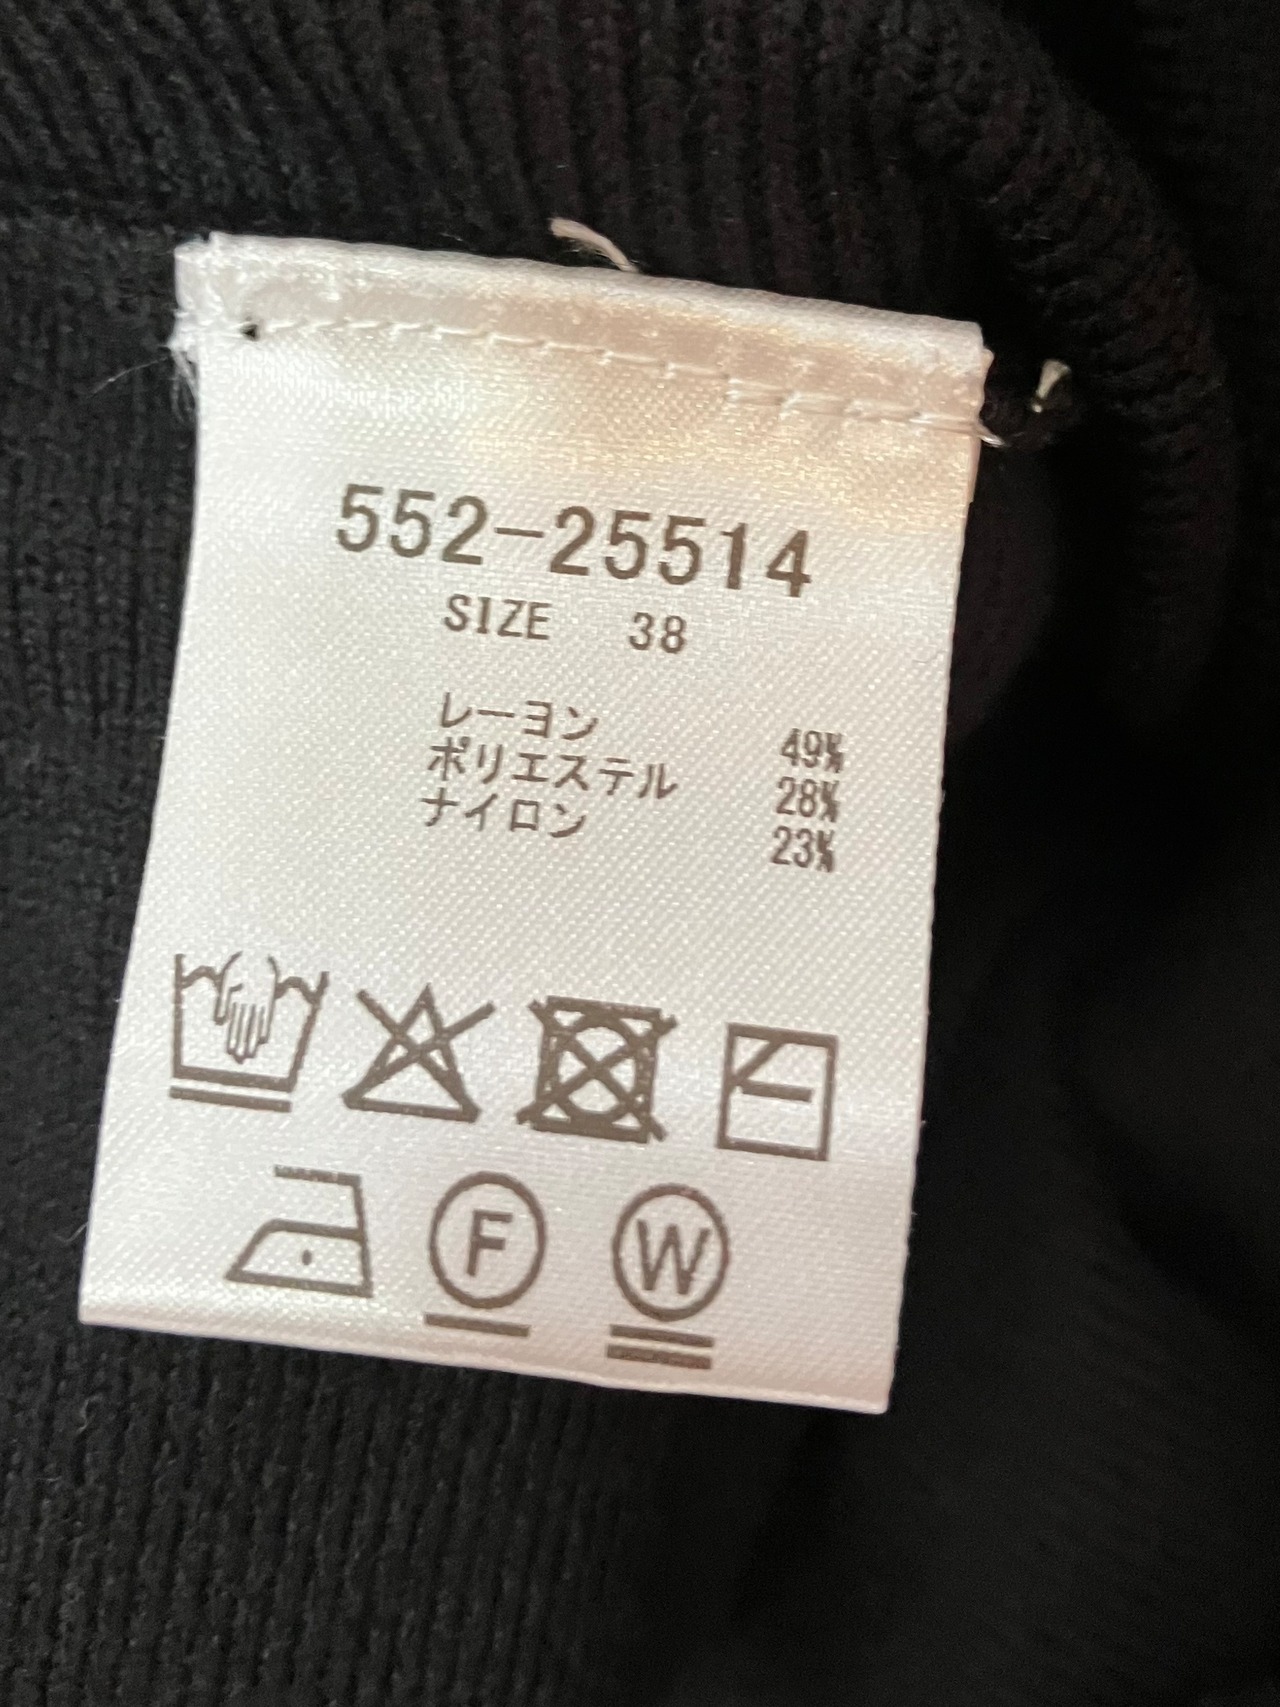 552-25514
SIZE 38
レーヨン 49%
ポリエステル 28%
ナイロン 23%
F W